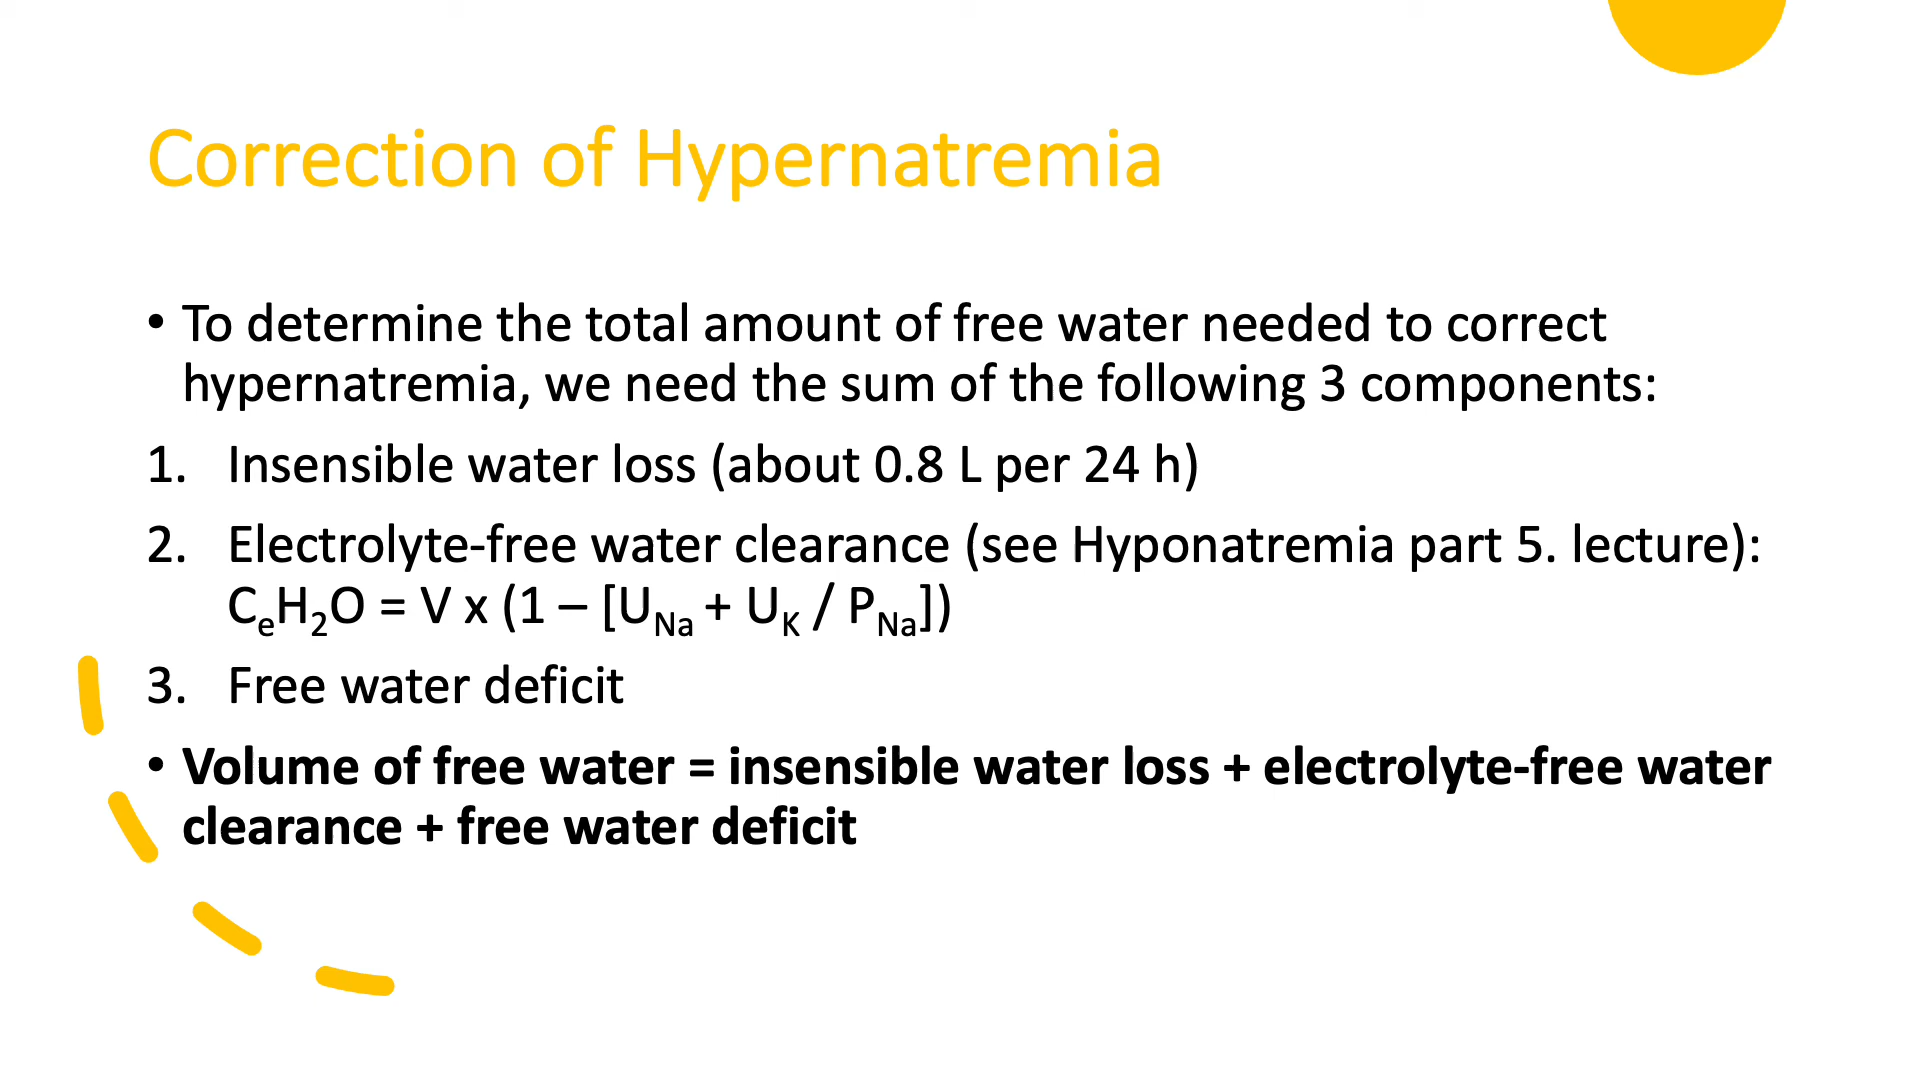 Correction of Hypernatremia
• To determine the total amount of free water needed to correct
hypernatremia, we need the sum of the following 3 components:
1. Insensible water loss (about 0.8 L per 24 h)
2. Electrolyte-free water clearance (see Hyponatremia part 5. lecture):
CₑH₂O = V x (1 – [U_Na + U_K / P_Na])
3. Free water deficit
• Volume of free water = insensible water loss + electrolyte-free water
clearance + free water deficit